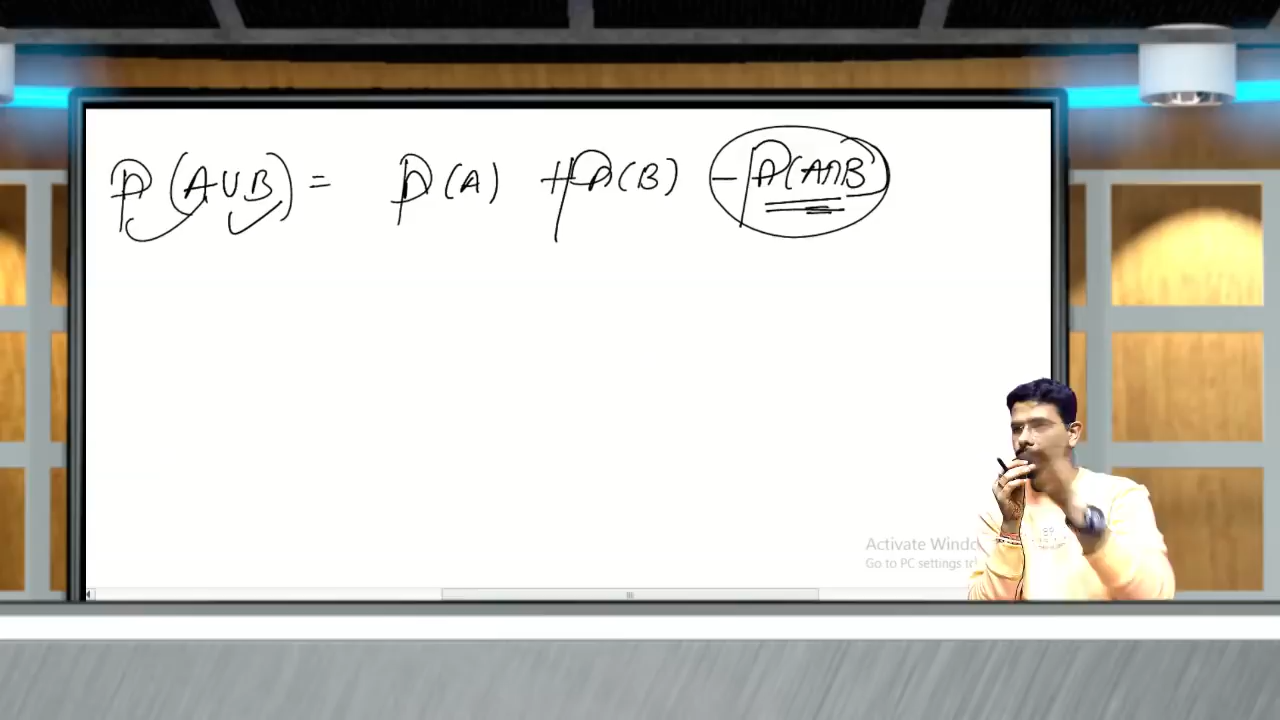 P(A∪B) = P(A) + P(B) - P(A∩B)
Activate Windo
Go to PC settings to